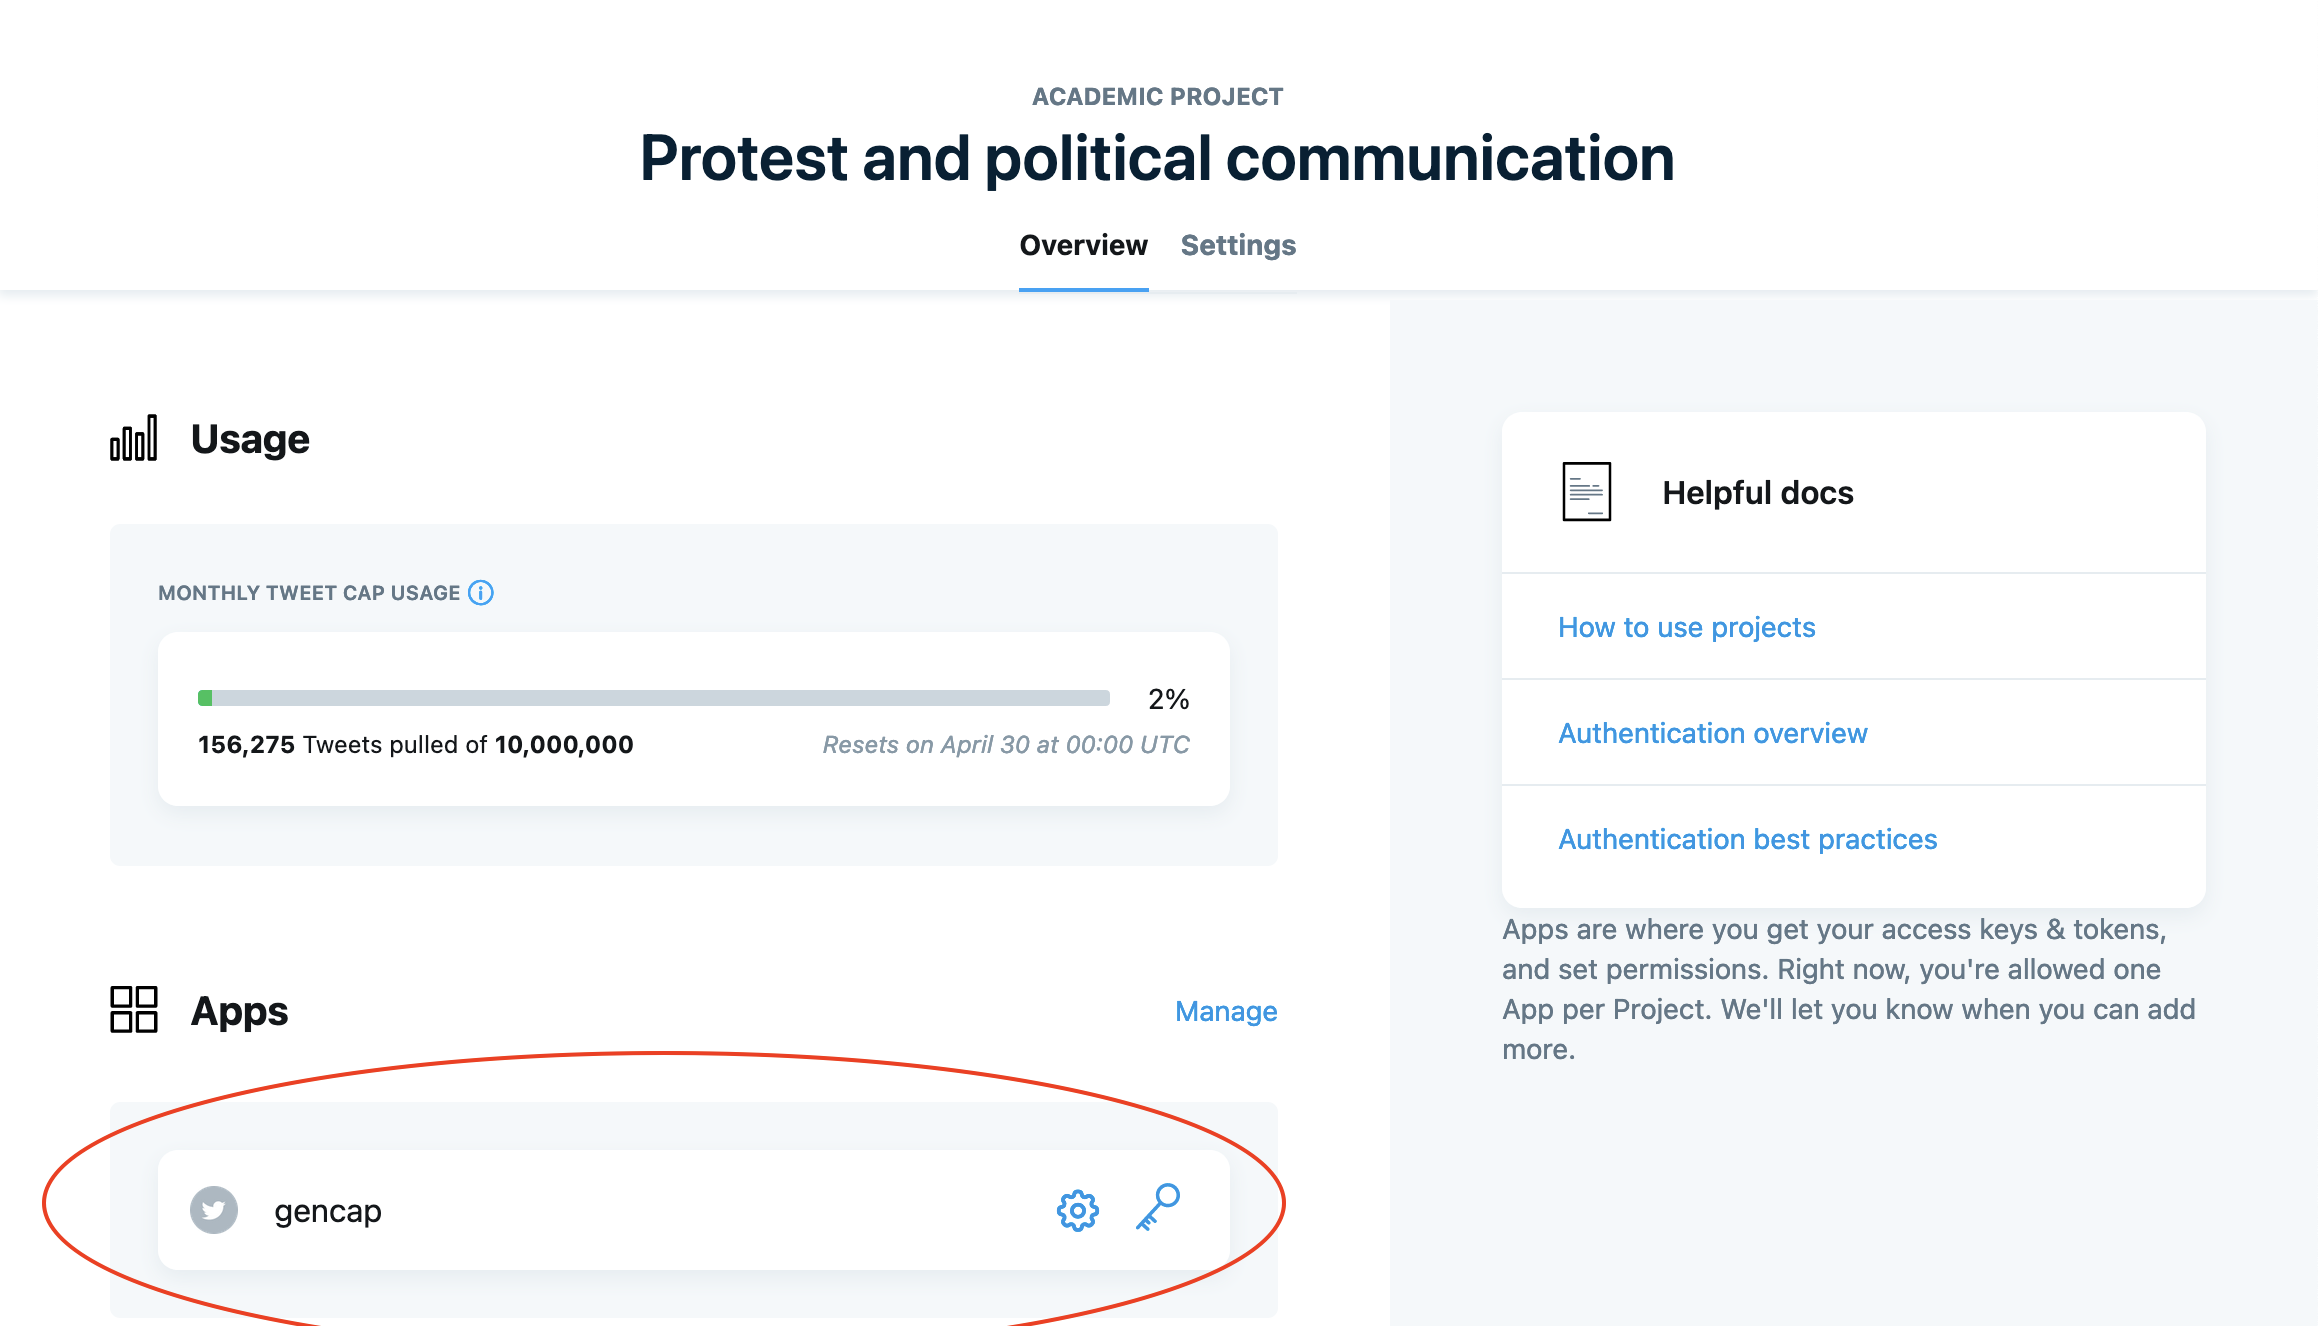 ACADEMIC PROJECT
Protest and political communication
Overview Settings
Usage
MONTHLY TWEET CAP USAGE
2%
156,275 Tweets pulled of 10,000,000 Resets on April 30 at 00:00 UTC
Apps Manage
gencap
Helpful docs
How to use projects
Authentication overview
Authentication best practices
Apps are where you get your access keys & tokens,
and set permissions. Right now, you're allowed one
App per Project. We'll let you know when you can add
more.